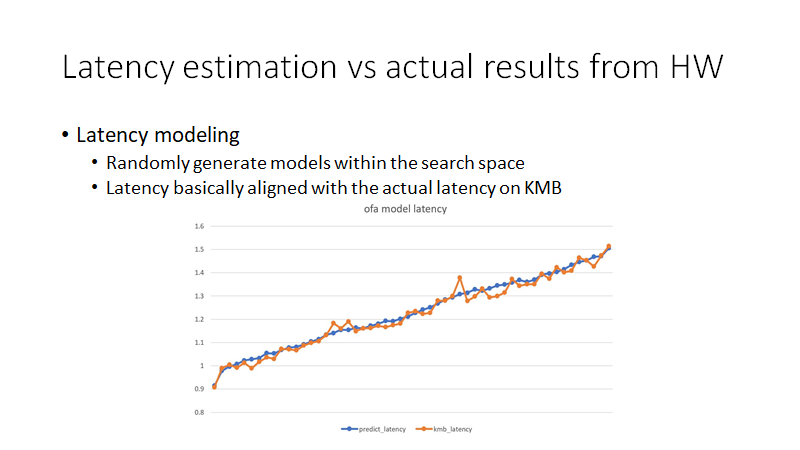 Latency estimation vs actual results from HW
• Latency modeling
• Randomly generate models within the search space
• Latency basically aligned with the actual latency on KMB
ofa model latency
1.6
1.5
1.4
1.3
1.2
1.1
1
0.9
0.8
predict_latency kmb_latency